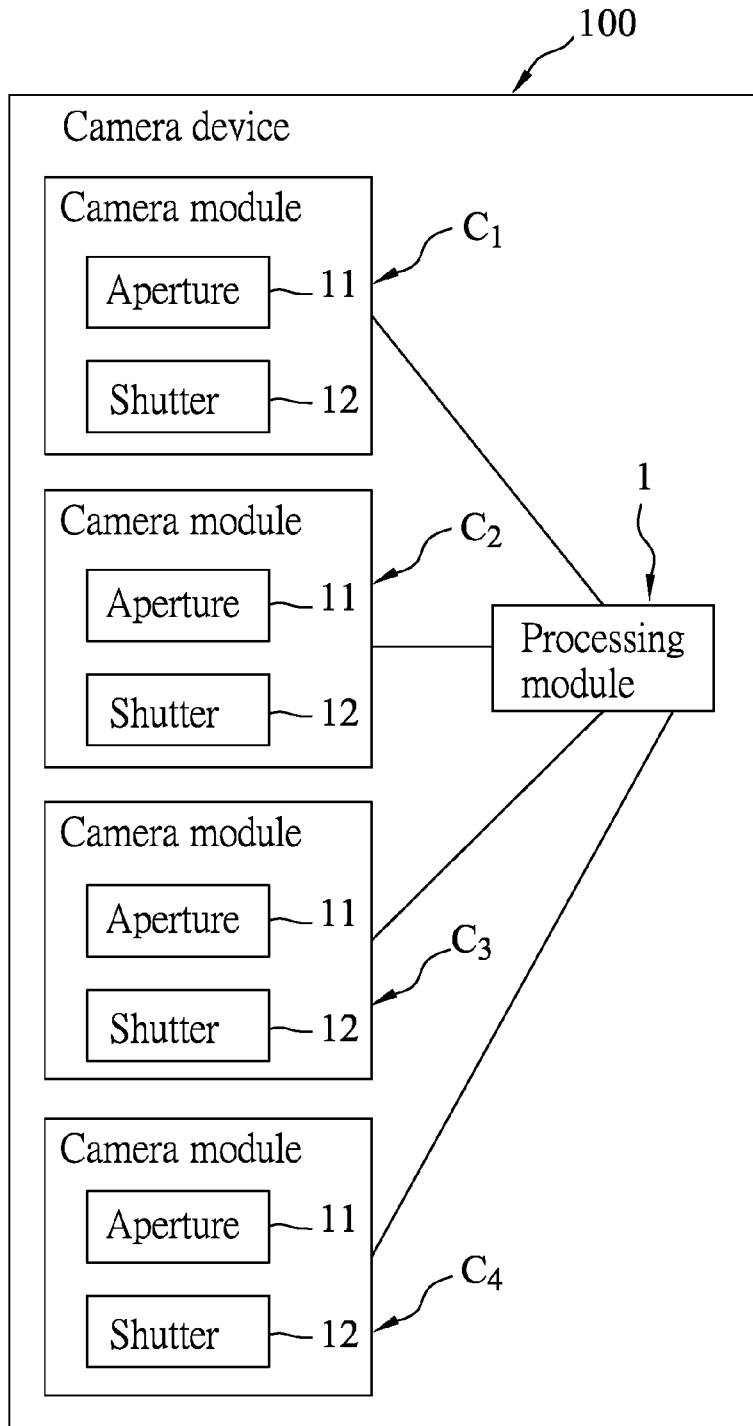 100
Camera device
Camera module
C₁
Aperture 11
Shutter 12
Camera module
C₂
Aperture 11
Shutter 12
1
Processing
module
Camera module
Aperture 11
C₃
Shutter 12
Camera module
Aperture 11
C₄
Shutter 12